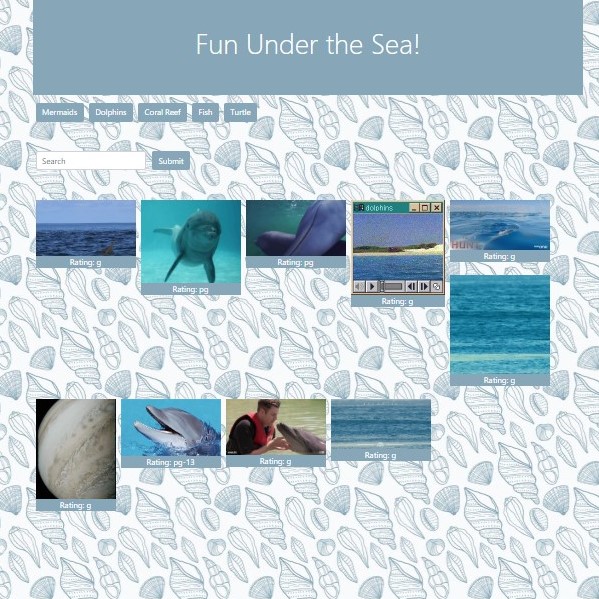 Fun Under the Sea!
Mermaids Dolphins Coral Reef Fish Turtle
Search Submit
dolphins
HUNT
Rating: g
Rating: pg
Rating: pg
Rating: g
Rating: g
Rating: g
Rating: g
Rating: pg-13
Rating: g
Rating: g